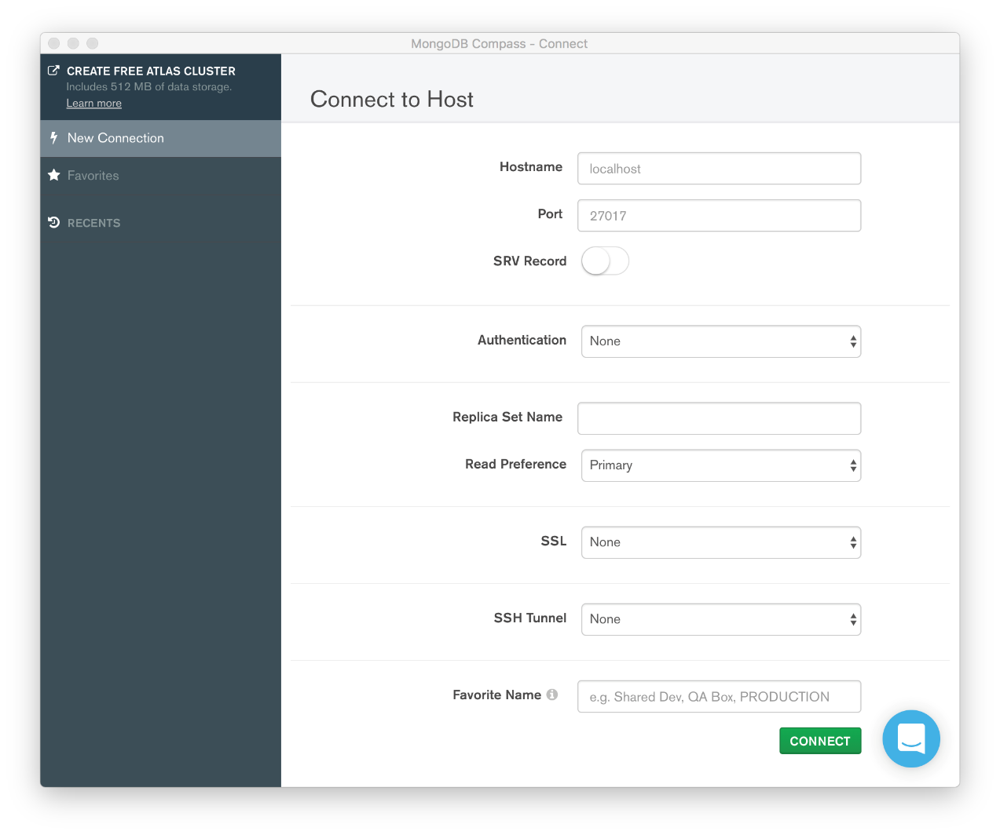 MongoDB Compass - Connect
CREATE FREE ATLAS CLUSTER
Includes 512 MB of data storage.
Learn more
New Connection
Favorites
RECENTS
Connect to Host
Hostname
localhost
Port
27017
SRV Record
Authentication
None
Replica Set Name
Read Preference
Primary
SSL
None
SSH Tunnel
None
Favorite Name
e.g. Shared Dev, QA Box, PRODUCTION
CONNECT